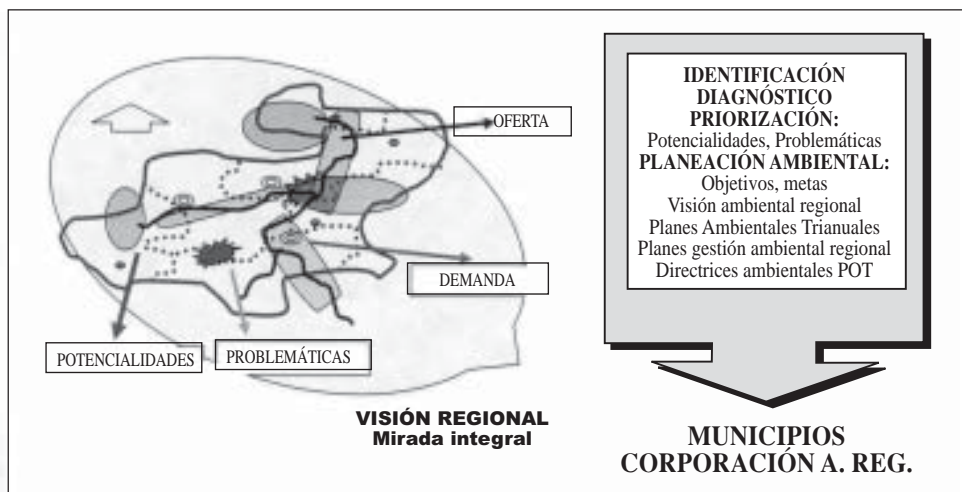 OFERTA
DEMANDA
POTENCIALIDADES
PROBLEMÁTICAS
VISIÓN REGIONAL
Mirada integral
IDENTIFICACIÓN
DIAGNÓSTICO
PRIORIZACIÓN:
Potencialidades, Problemáticas
PLANEACIÓN AMBIENTAL:
Objetivos, metas
Visión ambiental regional
Planes Ambientales Trianuales
Planes gestión ambiental regional
Directrices ambientales POT
MUNICIPIOS
CORPORACIÓN A. REG.